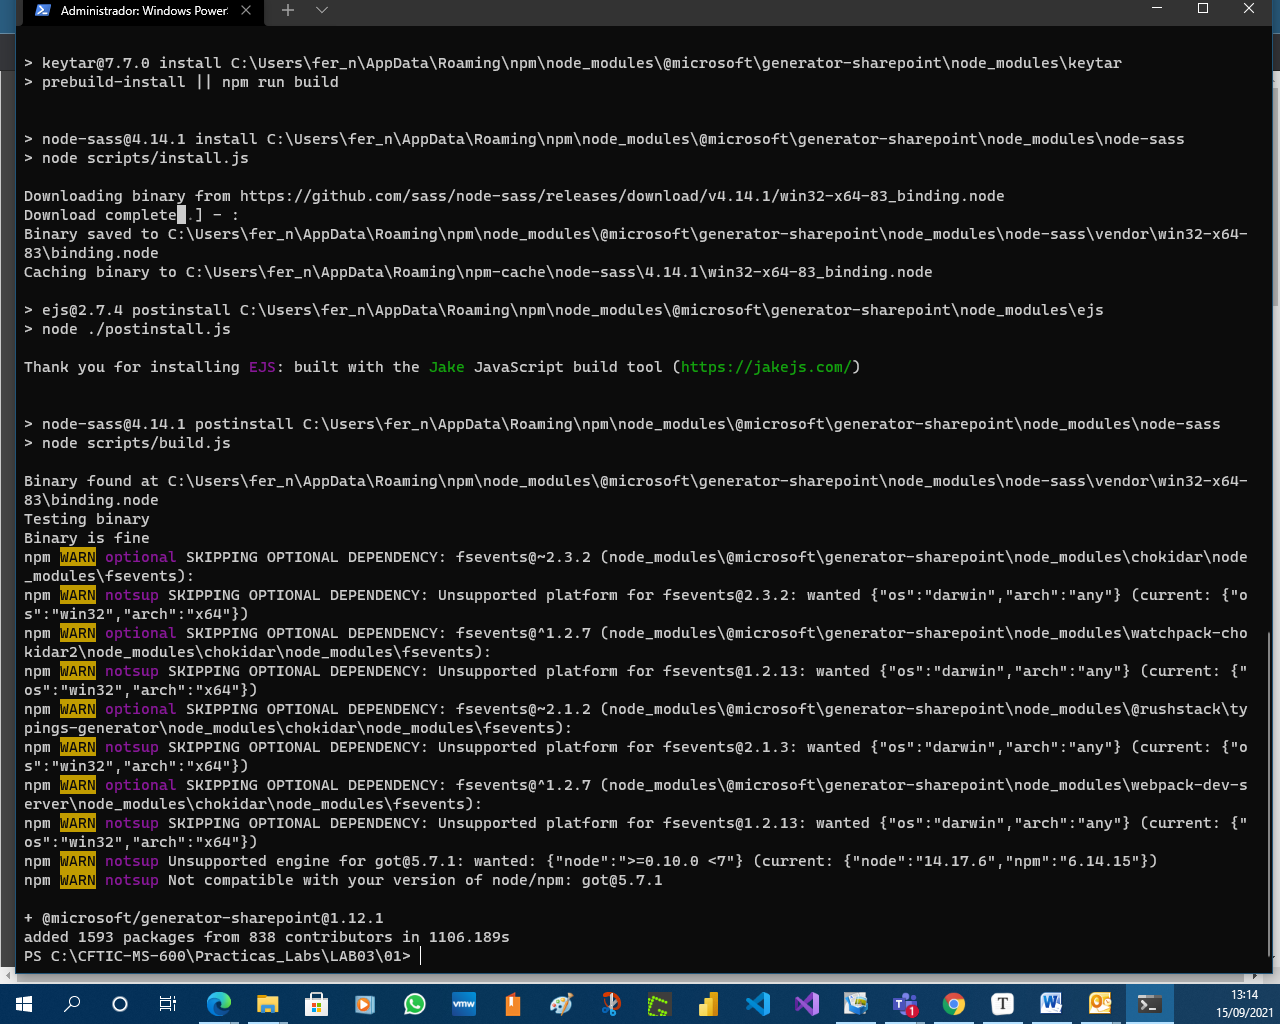 Administrador: Windows Power
> keytar@7.7.0 install C:\Users\fer_n\AppData\Roaming\npm\node_modules\@microsoft\generator-sharepoint\node_modules\keytar
> prebuild-install || npm run build
> node-sass@4.14.1 install C:\Users\fer_n\AppData\Roaming\npm\node_modules\@microsoft\generator-sharepoint\node_modules\node-sass
> node scripts/install.js
Downloading binary from https://github.com/sass/node-sass/releases/download/v4.14.1/win32-x64-83_binding.node
Download complete.] - :
Binary saved to C:\Users\fer_n\AppData\Roaming\npm\node_modules\@microsoft\generator-sharepoint\node_modules\node-sass\vendor\win32-x64-
83\binding.node
Caching binary to C:\Users\fer_n\AppData\Roaming\npm-cache\node-sass\4.14.1\win32-x64-83_binding.node
> ejs@2.7.4 postinstall C:\Users\fer_n\AppData\Roaming\npm\node_modules\@microsoft\generator-sharepoint\node_modules\ejs
> node ./postinstall.js
Thank you for installing EJS: built with the Jake JavaScript build tool (https://jakejs.com/)
> node-sass@4.14.1 postinstall C:\Users\fer_n\AppData\Roaming\npm\node_modules\@microsoft\generator-sharepoint\node_modules\node-sass
> node scripts/build.js
Binary found at C:\Users\fer_n\AppData\Roaming\npm\node_modules\@microsoft\generator-sharepoint\node_modules\node-sass\vendor\win32-x64-
83\binding.node
Testing binary
Binary is fine
npm WARN optional SKIPPING OPTIONAL DEPENDENCY: fsevents@~2.3.2 (node_modules\@microsoft\generator-sharepoint\node_modules\chokidar\node
_modules\fsevents):
npm WARN notsup SKIPPING OPTIONAL DEPENDENCY: Unsupported platform for fsevents@2.3.2: wanted {"os":"darwin","arch":"any"} (current: {"o
s":"win32","arch":"x64"})
npm WARN optional SKIPPING OPTIONAL DEPENDENCY: fsevents@^1.2.7 (node_modules\@microsoft\generator-sharepoint\node_modules\watchpack-cho
kidar2\node_modules\chokidar\node_modules\fsevents):
npm WARN notsup SKIPPING OPTIONAL DEPENDENCY: Unsupported platform for fsevents@1.2.13: wanted {"os":"darwin","arch":"any"} (current: {"
os":"win32","arch":"x64"})
npm WARN optional SKIPPING OPTIONAL DEPENDENCY: fsevents@~2.1.2 (node_modules\@microsoft\generator-sharepoint\node_modules\@rushstack\ty
pings-generator\node_modules\chokidar\node_modules\fsevents):
npm WARN notsup SKIPPING OPTIONAL DEPENDENCY: Unsupported platform for fsevents@2.1.3: wanted {"os":"darwin","arch":"any"} (current: {"o
s":"win32","arch":"x64"})
npm WARN optional SKIPPING OPTIONAL DEPENDENCY: fsevents@^1.2.7 (node_modules\@microsoft\generator-sharepoint\node_modules\webpack-dev-s
erver\node_modules\chokidar\node_modules\fsevents):
npm WARN notsup SKIPPING OPTIONAL DEPENDENCY: Unsupported platform for fsevents@1.2.13: wanted {"os":"darwin","arch":"any"} (current: {"
os":"win32","arch":"x64"})
npm WARN notsup Unsupported engine for got@5.7.1: wanted: {"node":">=0.10.0 <7"} (current: {"node":"14.17.6","npm":"6.14.15"})
npm WARN notsup Not compatible with your version of node/npm: got@5.7.1
+ @microsoft/generator-sharepoint@1.12.1
added 1593 packages from 838 contributors in 1106.189s
PS C:\CFTIC-MS-600\Practicas_Labs\LAB03\01>
vmw
T
1
T
W
13:14
15/09/2021